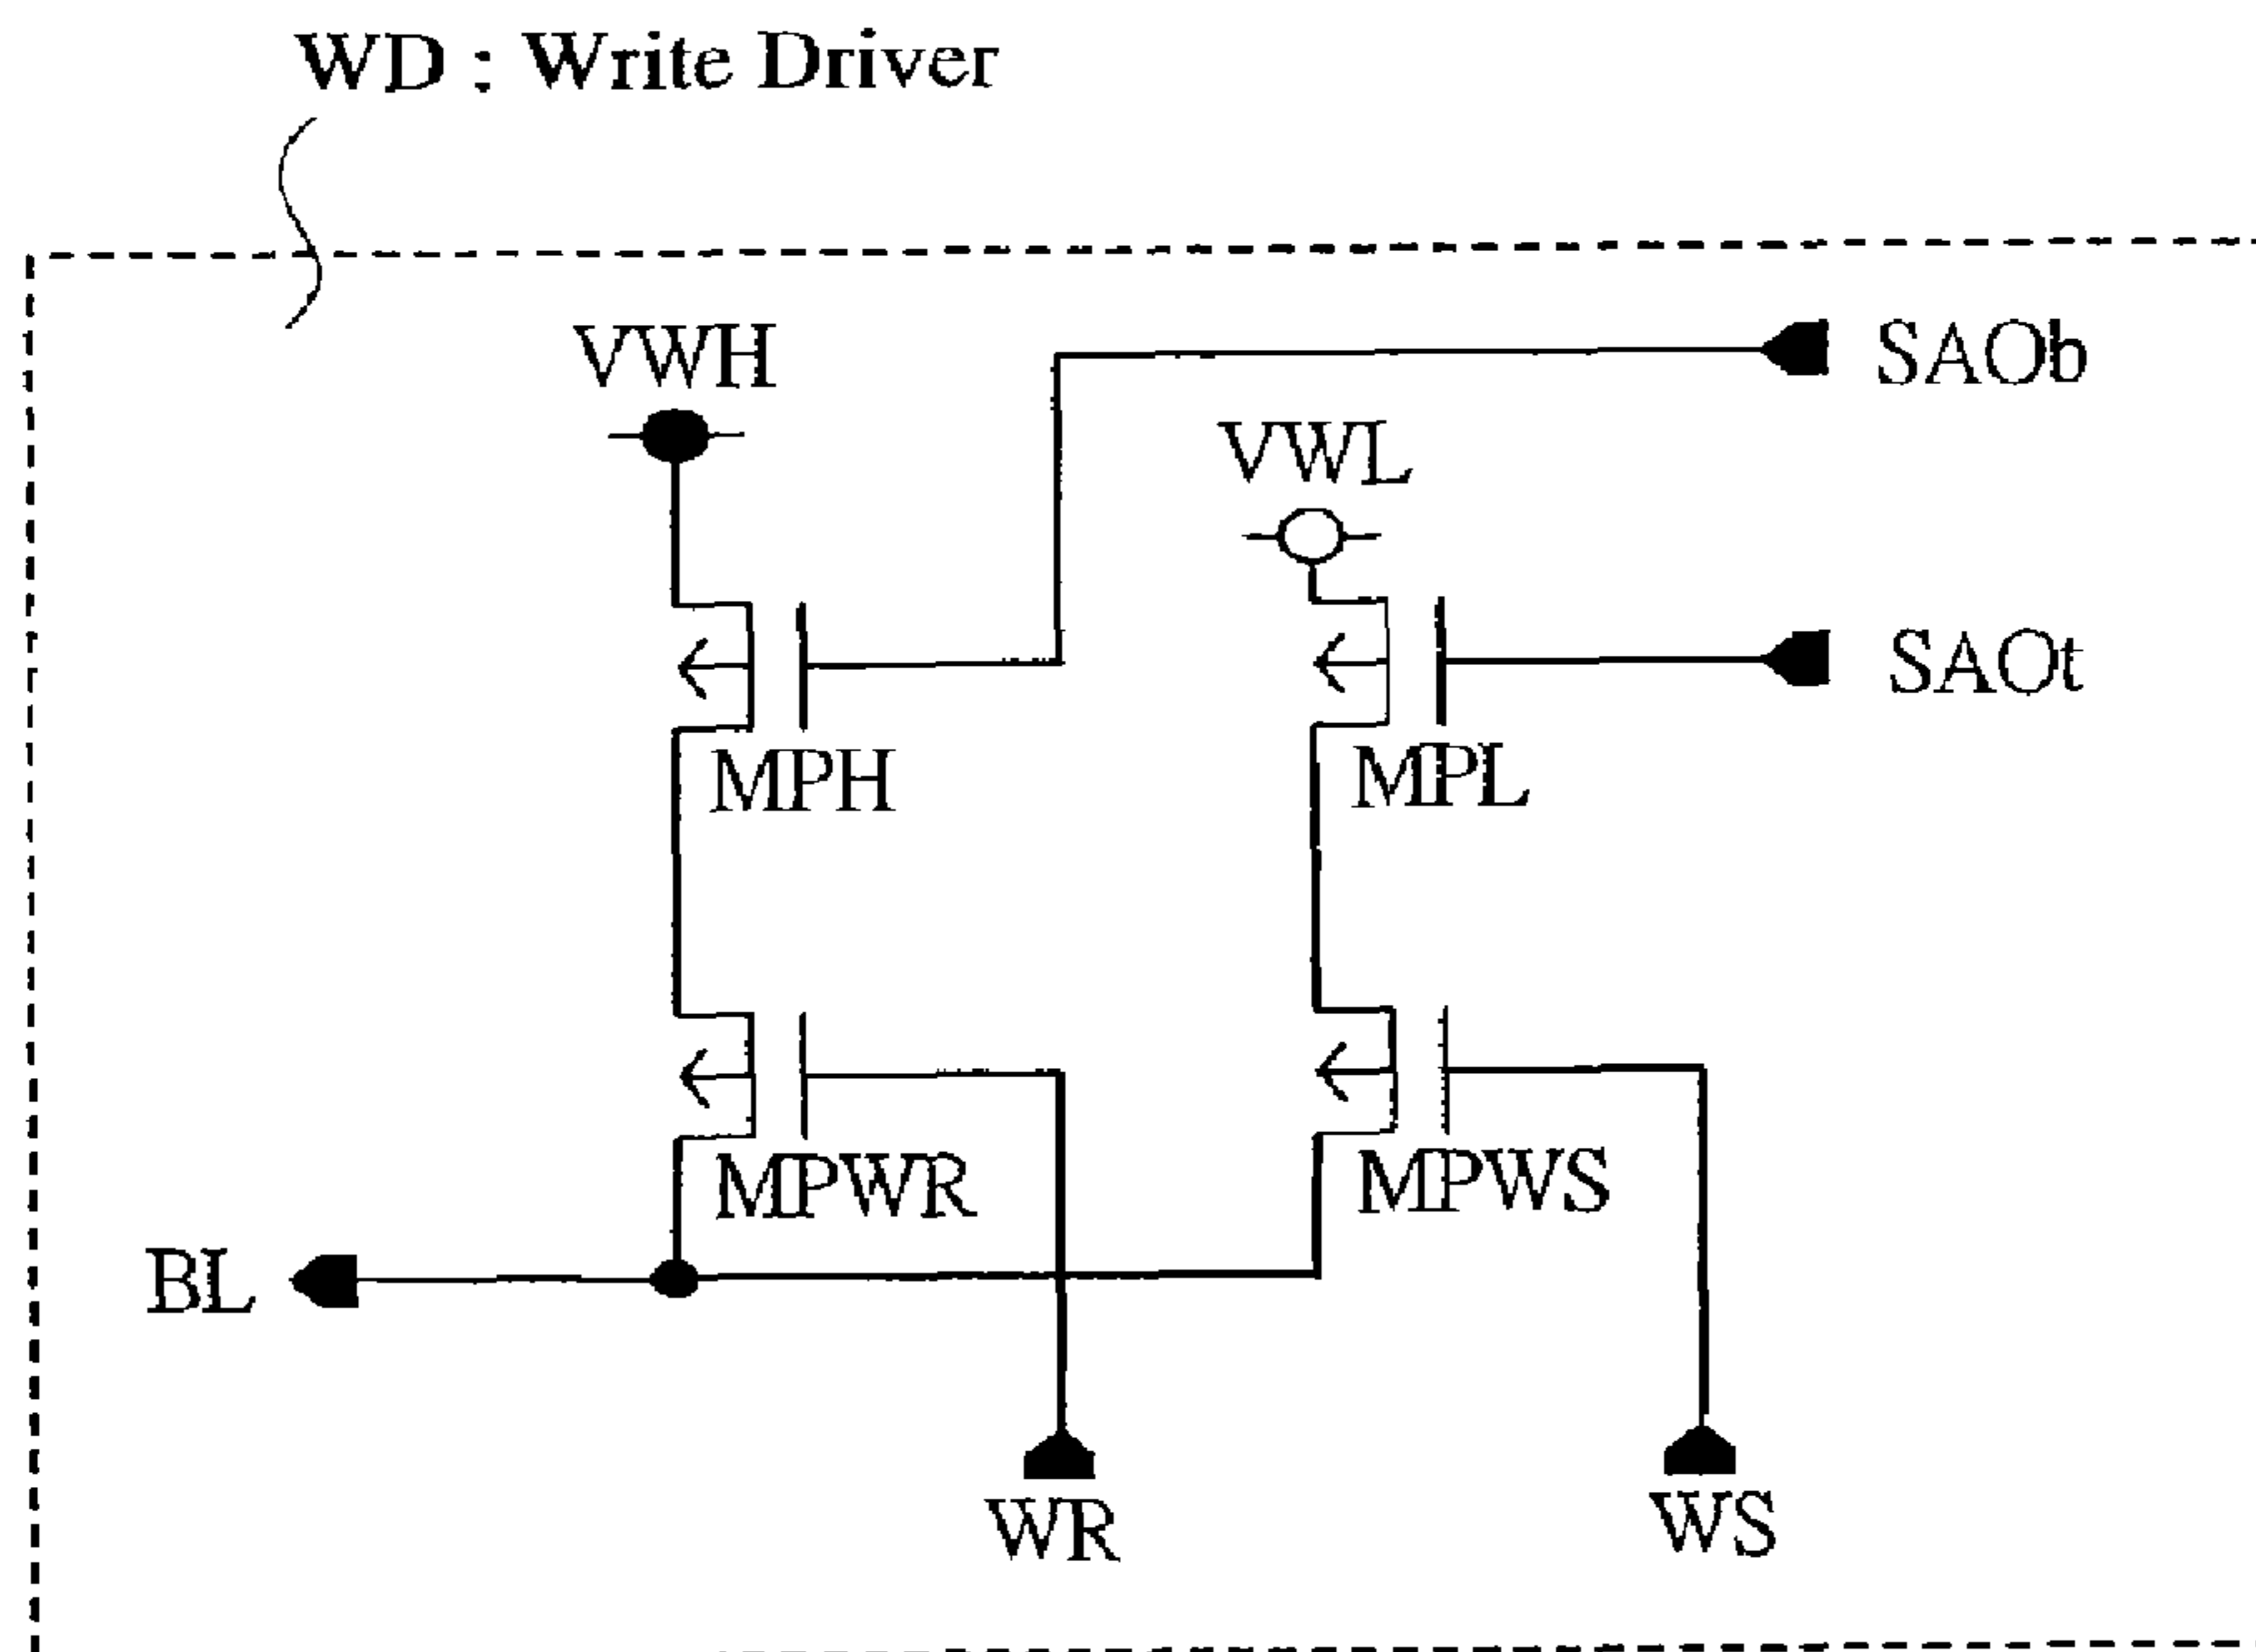 WD : Write Driver
VWH
SAOb
VWL
SAOt
MPH
MPL
MPWR
MPWS
BL
WR
WS